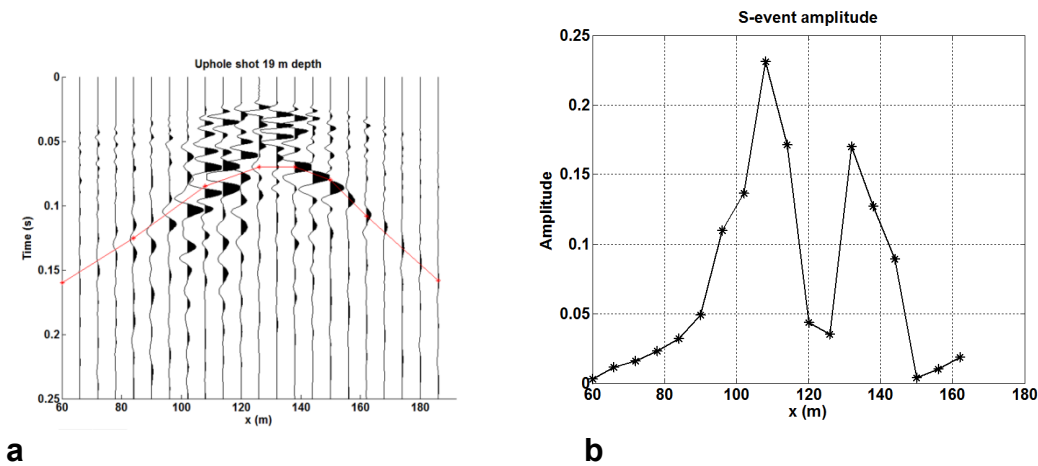 Uphole shot 19 m depth
0
0.05
0.1
0.15
0.2
0.25
Time (s)
60 80 100 120 140 160 180
x (m)
a
S-event amplitude
0.25
0.2
0.15
0.1
0.05
0
Amplitude
60 80 100 120 140 160 180
x (m)
b